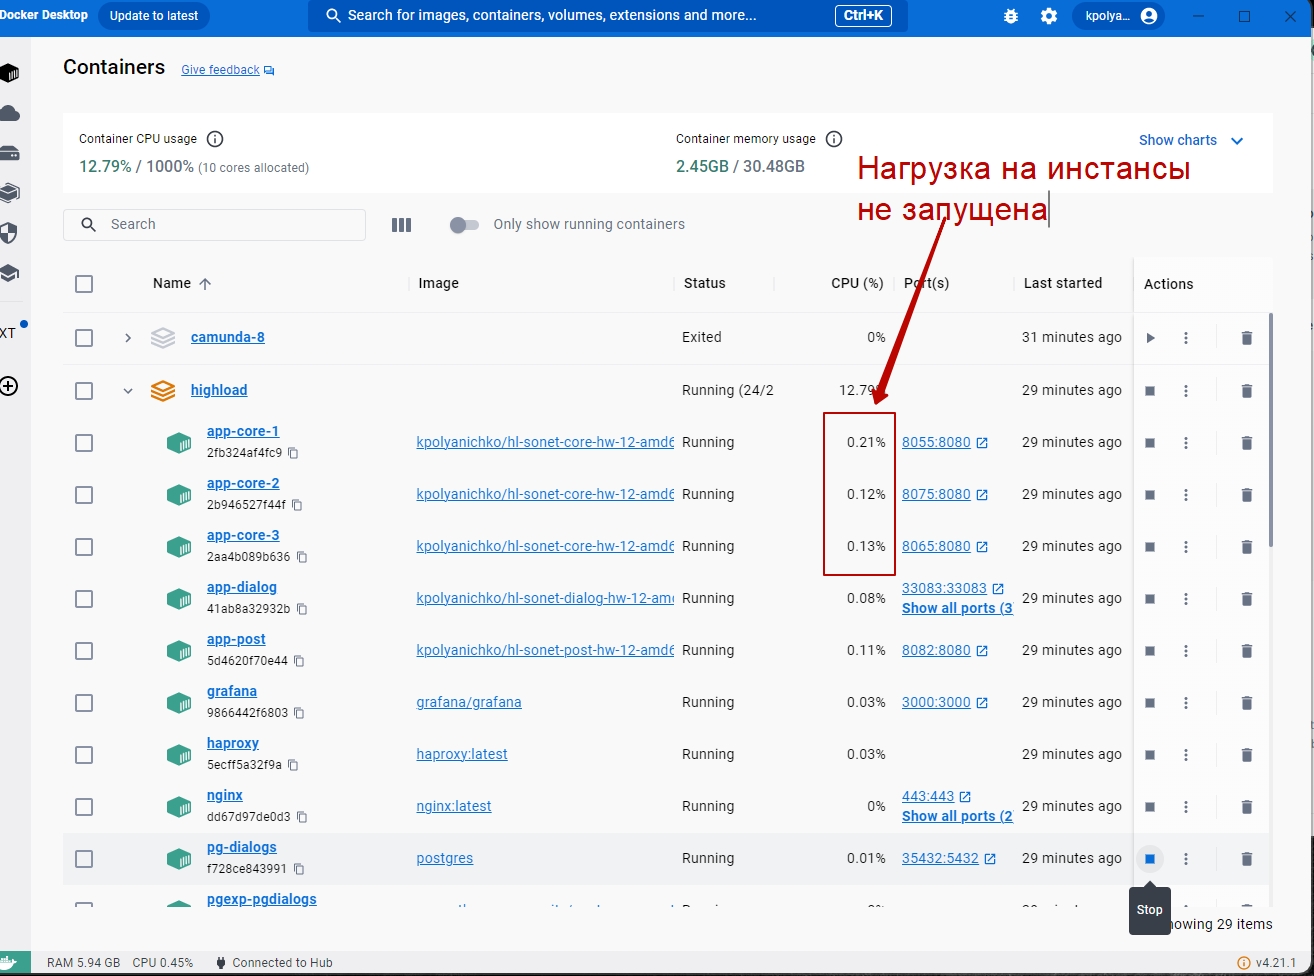 Docker Desktop
Update to latest
Search for images, containers, volumes, extensions and more...
Ctrl+K
kpolya...
Containers
Give feedback
Container CPU usage
12.79% / 1000% (10 cores allocated)
Container memory usage
2.45GB / 30.48GB
Show charts
Нагрузка на инстансы
не запущена
Search
Only show running containers
Name
Image
Status
CPU (%)
Port(s)
Last started
Actions
XT
camunda-8
Exited
0%
31 minutes ago
highload
Running (24/2
12.79
29 minutes ago
app-core-1
2fb324af4fc9
kpolyanichko/hl-sonet-core-hw-12-amd6
Running
0.21%
8055:8080
29 minutes ago
app-core-2
2b946527f44f
kpolyanichko/hl-sonet-core-hw-12-amd6
Running
0.12%
8075:8080
29 minutes ago
app-core-3
2aa4b089b636
kpolyanichko/hl-sonet-core-hw-12-amd6
Running
0.13%
8065:8080
29 minutes ago
app-dialog
41ab8a32932b
kpolyanichko/hl-sonet-dialog-hw-12-am
Running
0.08%
33083:33083
Show all ports (3
29 minutes ago
app-post
5d4620f70e44
kpolyanichko/hl-sonet-post-hw-12-amd6
Running
0.11%
8082:8080
29 minutes ago
grafana
9866442f6803
grafana/grafana
Running
0.03%
3000:3000
29 minutes ago
haproxy
5ecff5a32f9a
haproxy:latest
Running
0.03%
29 minutes ago
nginx
dd67d97de0d3
nginx:latest
Running
0%
443:443
Show all ports (2
29 minutes ago
pg-dialogs
f728ce843991
postgres
Running
0.01%
35432:5432
29 minutes ago
pgexp-pgdialogs
Stop
howing 29 items
RAM 5.94 GB
CPU 0.45%
Connected to Hub
v4.21.1